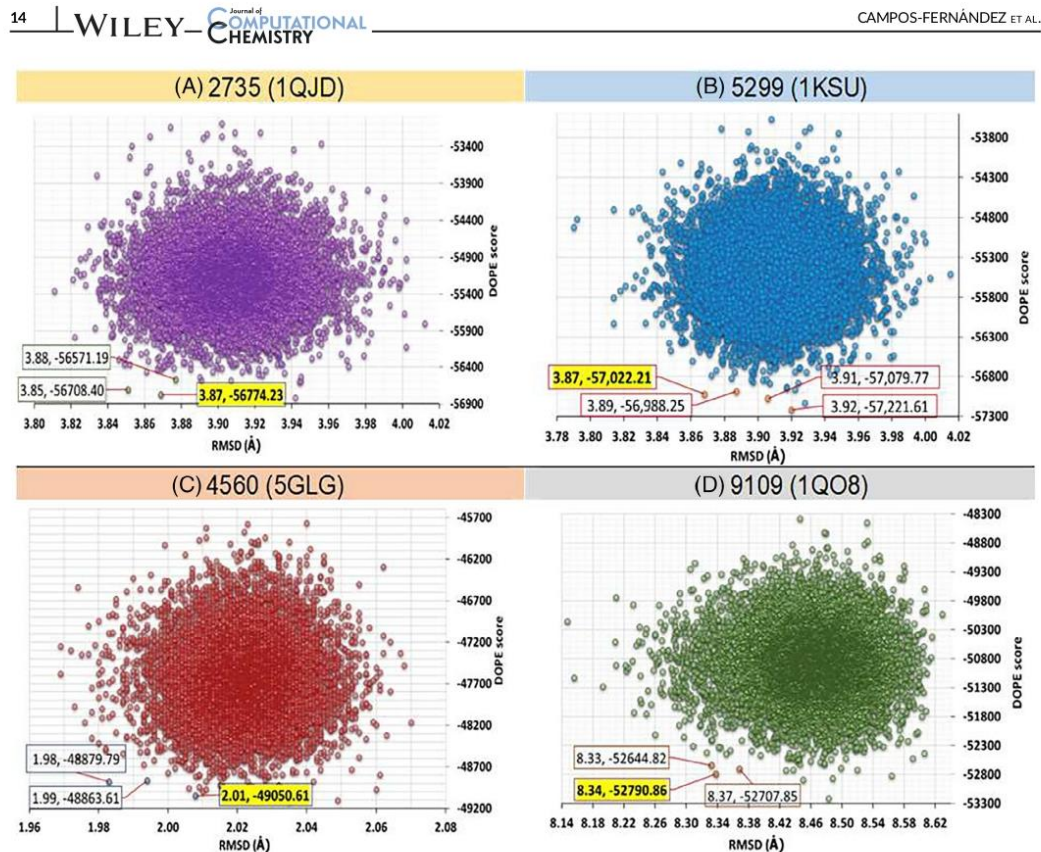 14 WILEY Journal of COMPUTATIONAL CHEMISTRY CAMPOS-FERNÁNDEZ ET AL.
(A) 2735 (1QJD)
-53400
-53900
-54400
-54900
-55400
-55900
-56400
-56900
DOPE score
3.88, -56571.19
3.85, -56708.40
3.87, -56774.23
3.80 3.82 3.84 3.86 3.88 3.90 3.92 3.94 3.96 3.98 4.00 4.02
RMSD (Å)
(B) 5299 (1KSU)
-53800
-54300
-54800
-55300
-55800
-56300
-56800
-57300
DOPE score
3.87, -57,022.21
3.91, -57,079.77
3.89, -56,988.25
3.92, -57,221.61
3.78 3.80 3.82 3.84 3.86 3.88 3.90 3.92 3.94 3.96 3.98 4.00 4.02
RMSD (Å)
(C) 4560 (5GLG)
-45700
-46200
-46700
-47200
-47700
-48200
-48700
-49200
DOPE score
1.98, -48879.79
1.99, -48863.61
2.01, -49050.61
1.96 1.98 2.00 2.02 2.04 2.06 2.08
RMSD (Å)
(D) 9109 (1QO8)
-48300
-48800
-49300
-49800
-50300
-50800
-51300
-51800
-52300
-52800
-53300
DOPE score
8.33, -52644.82
8.34, -52790.86
8.37, -52707.85
8.14 8.18 8.22 8.26 8.30 8.34 8.38 8.42 8.46 8.50 8.54 8.58 8.62
RMSD (Å)